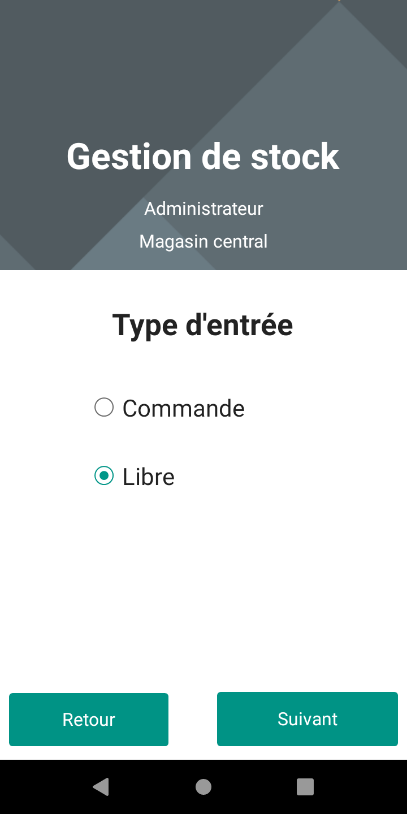 Gestion de stock
Administrateur
Magasin central
Type d'entrée
Commande
Libre
Retour
Suivant